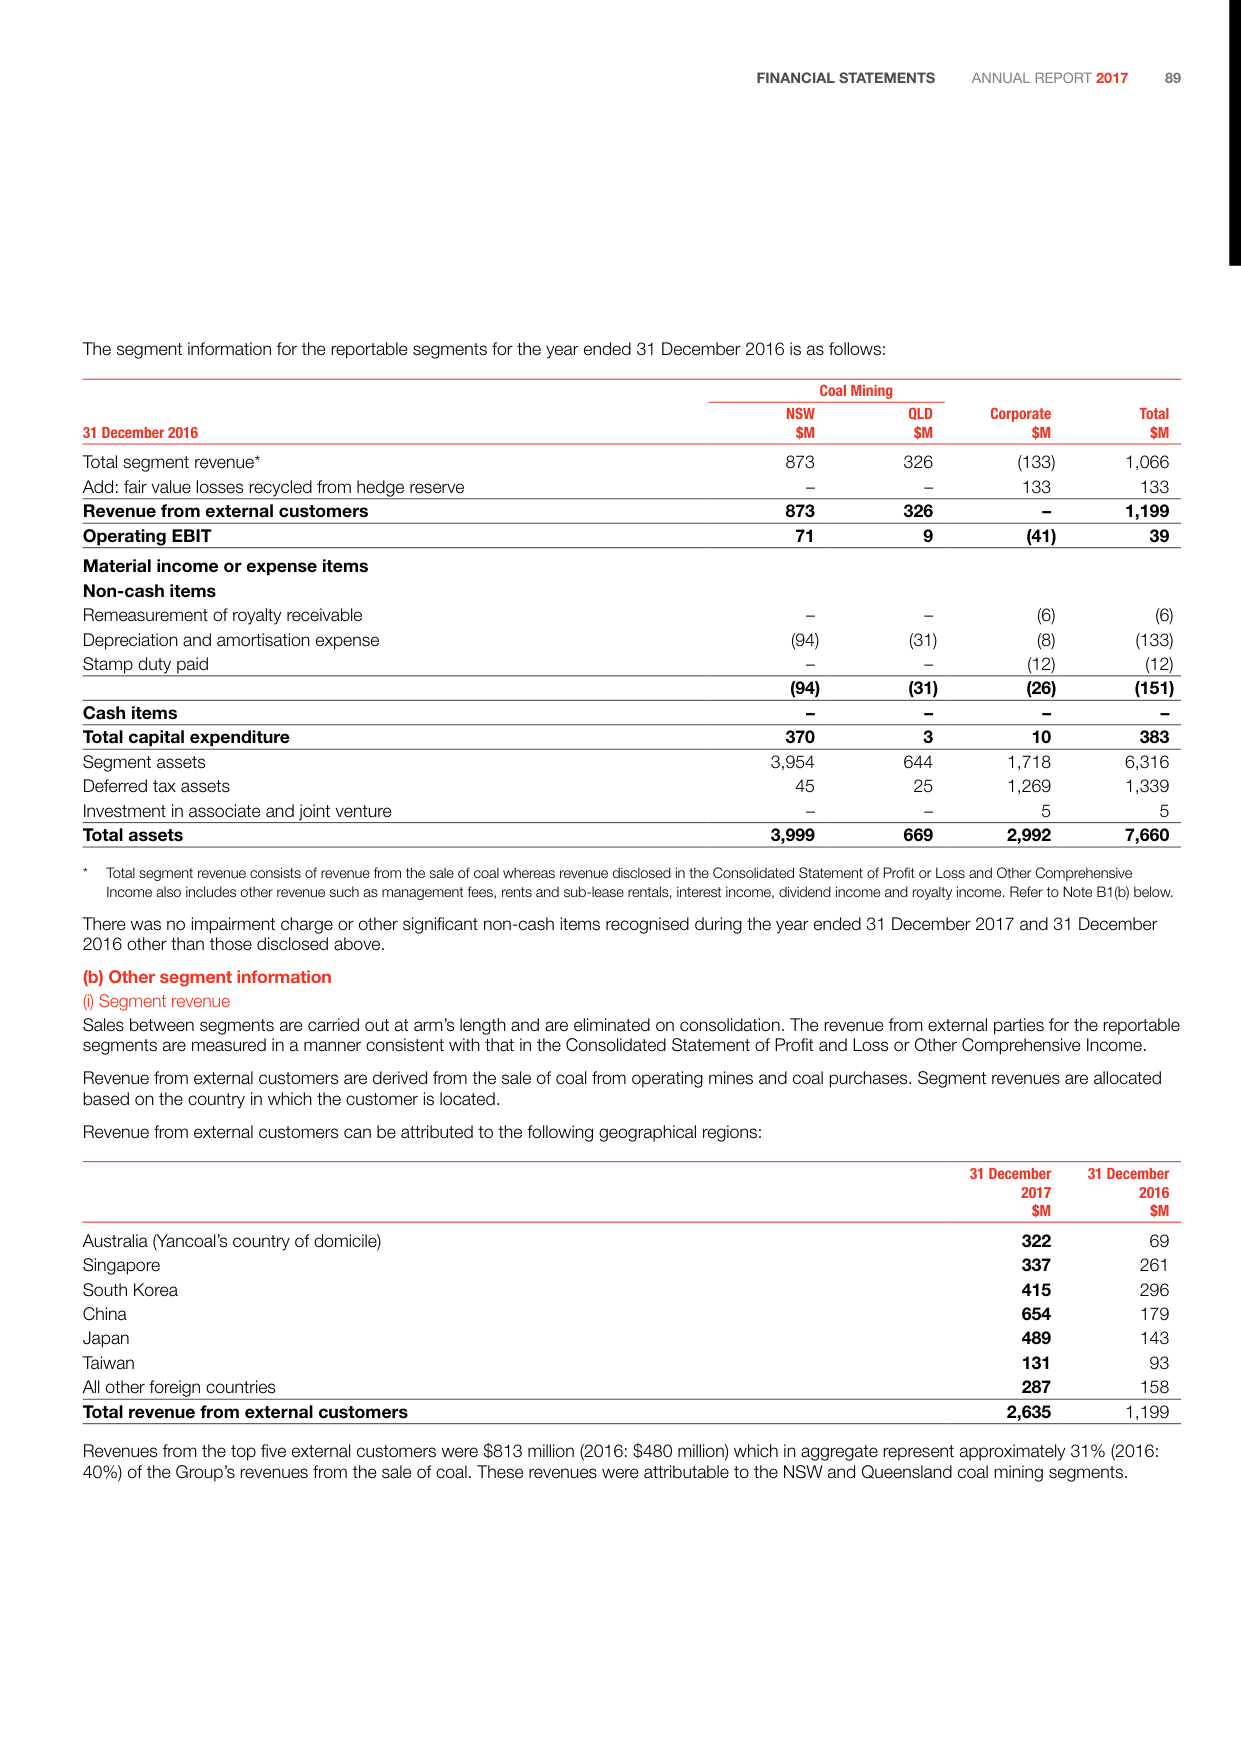 FINANCIAL STATEMENTS ANNUAL REPORT 2017 89
The segment information for the reportable segments for the year ended 31 December 2016 is as follows:
Coal Mining
NSW QLD Corporate Total
31 December 2016 $M $M $M $M
Total segment revenue* 873 326 (133) 1,066
Add: fair value losses recycled from hedge reserve – – 133 133
Revenue from external customers 873 326 – 1,199
Operating EBIT 71 9 (41) 39
Material income or expense items
Non-cash items
Remeasurement of royalty receivable – – (6) (6)
Depreciation and amortisation expense (94) (31) (8) (133)
Stamp duty paid – – (12) (12)
(94) (31) (26) (151)
Cash items – – – –
Total capital expenditure 370 3 10 383
Segment assets 3,954 644 1,718 6,316
Deferred tax assets 45 25 1,269 1,339
Investment in associate and joint venture – – 5 5
Total assets 3,999 669 2,992 7,660
* Total segment revenue consists of revenue from the sale of coal whereas revenue disclosed in the Consolidated Statement of Profit or Loss and Other Comprehensive
Income also includes other revenue such as management fees, rents and sub-lease rentals, interest income, dividend income and royalty income. Refer to Note B1(b) below.
There was no impairment charge or other significant non-cash items recognised during the year ended 31 December 2017 and 31 December
2016 other than those disclosed above.
(b) Other segment information
(i) Segment revenue
Sales between segments are carried out at arm's length and are eliminated on consolidation. The revenue from external parties for the reportable
segments are measured in a manner consistent with that in the Consolidated Statement of Profit and Loss or Other Comprehensive Income.
Revenue from external customers are derived from the sale of coal from operating mines and coal purchases. Segment revenues are allocated
based on the country in which the customer is located.
Revenue from external customers can be attributed to the following geographical regions:
31 December 31 December
2017 2016
$M $M
Australia (Yancoal's country of domicile) 322 69
Singapore 337 261
South Korea 415 296
China 654 179
Japan 489 143
Taiwan 131 93
All other foreign countries 287 158
Total revenue from external customers 2,635 1,199
Revenues from the top five external customers were $813 million (2016: $480 million) which in aggregate represent approximately 31% (2016:
40%) of the Group's revenues from the sale of coal. These revenues were attributable to the NSW and Queensland coal mining segments.